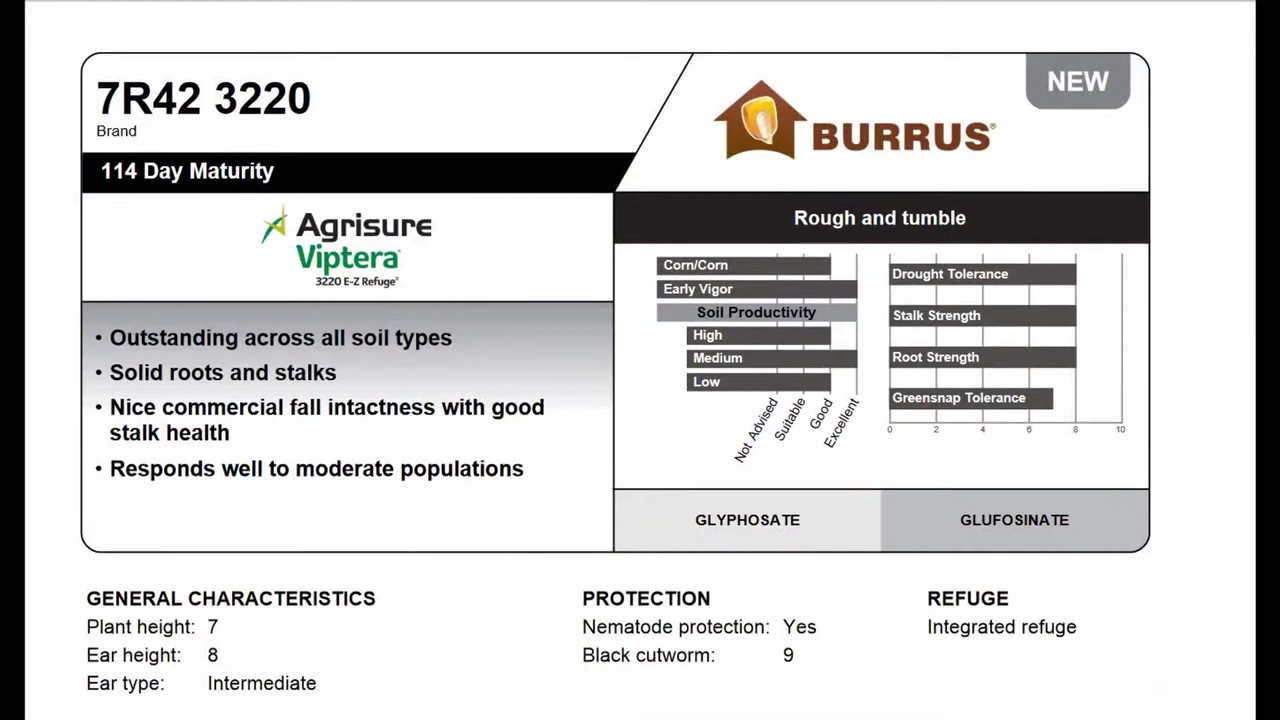 7R42 3220
Brand
114 Day Maturity
Agrisure
Viptera
3220 E-Z Refuge®
• Outstanding across all soil types
• Solid roots and stalks
• Nice commercial fall intactness with good
stalk health
• Responds well to moderate populations
BURRUS®
NEW
Rough and tumble
Corn/Corn
Early Vigor
Soil Productivity
High
Medium
Low
Not Advised
Suitable
Good
Excellent
Drought Tolerance
Stalk Strength
Root Strength
Greensnap Tolerance
0 2 4 6 8 10
GLYPHOSATE
GLUFOSINATE
GENERAL CHARACTERISTICS
Plant height: 7
Ear height: 8
Ear type: Intermediate
PROTECTION
Nematode protection: Yes
Black cutworm: 9
REFUGE
Integrated refuge